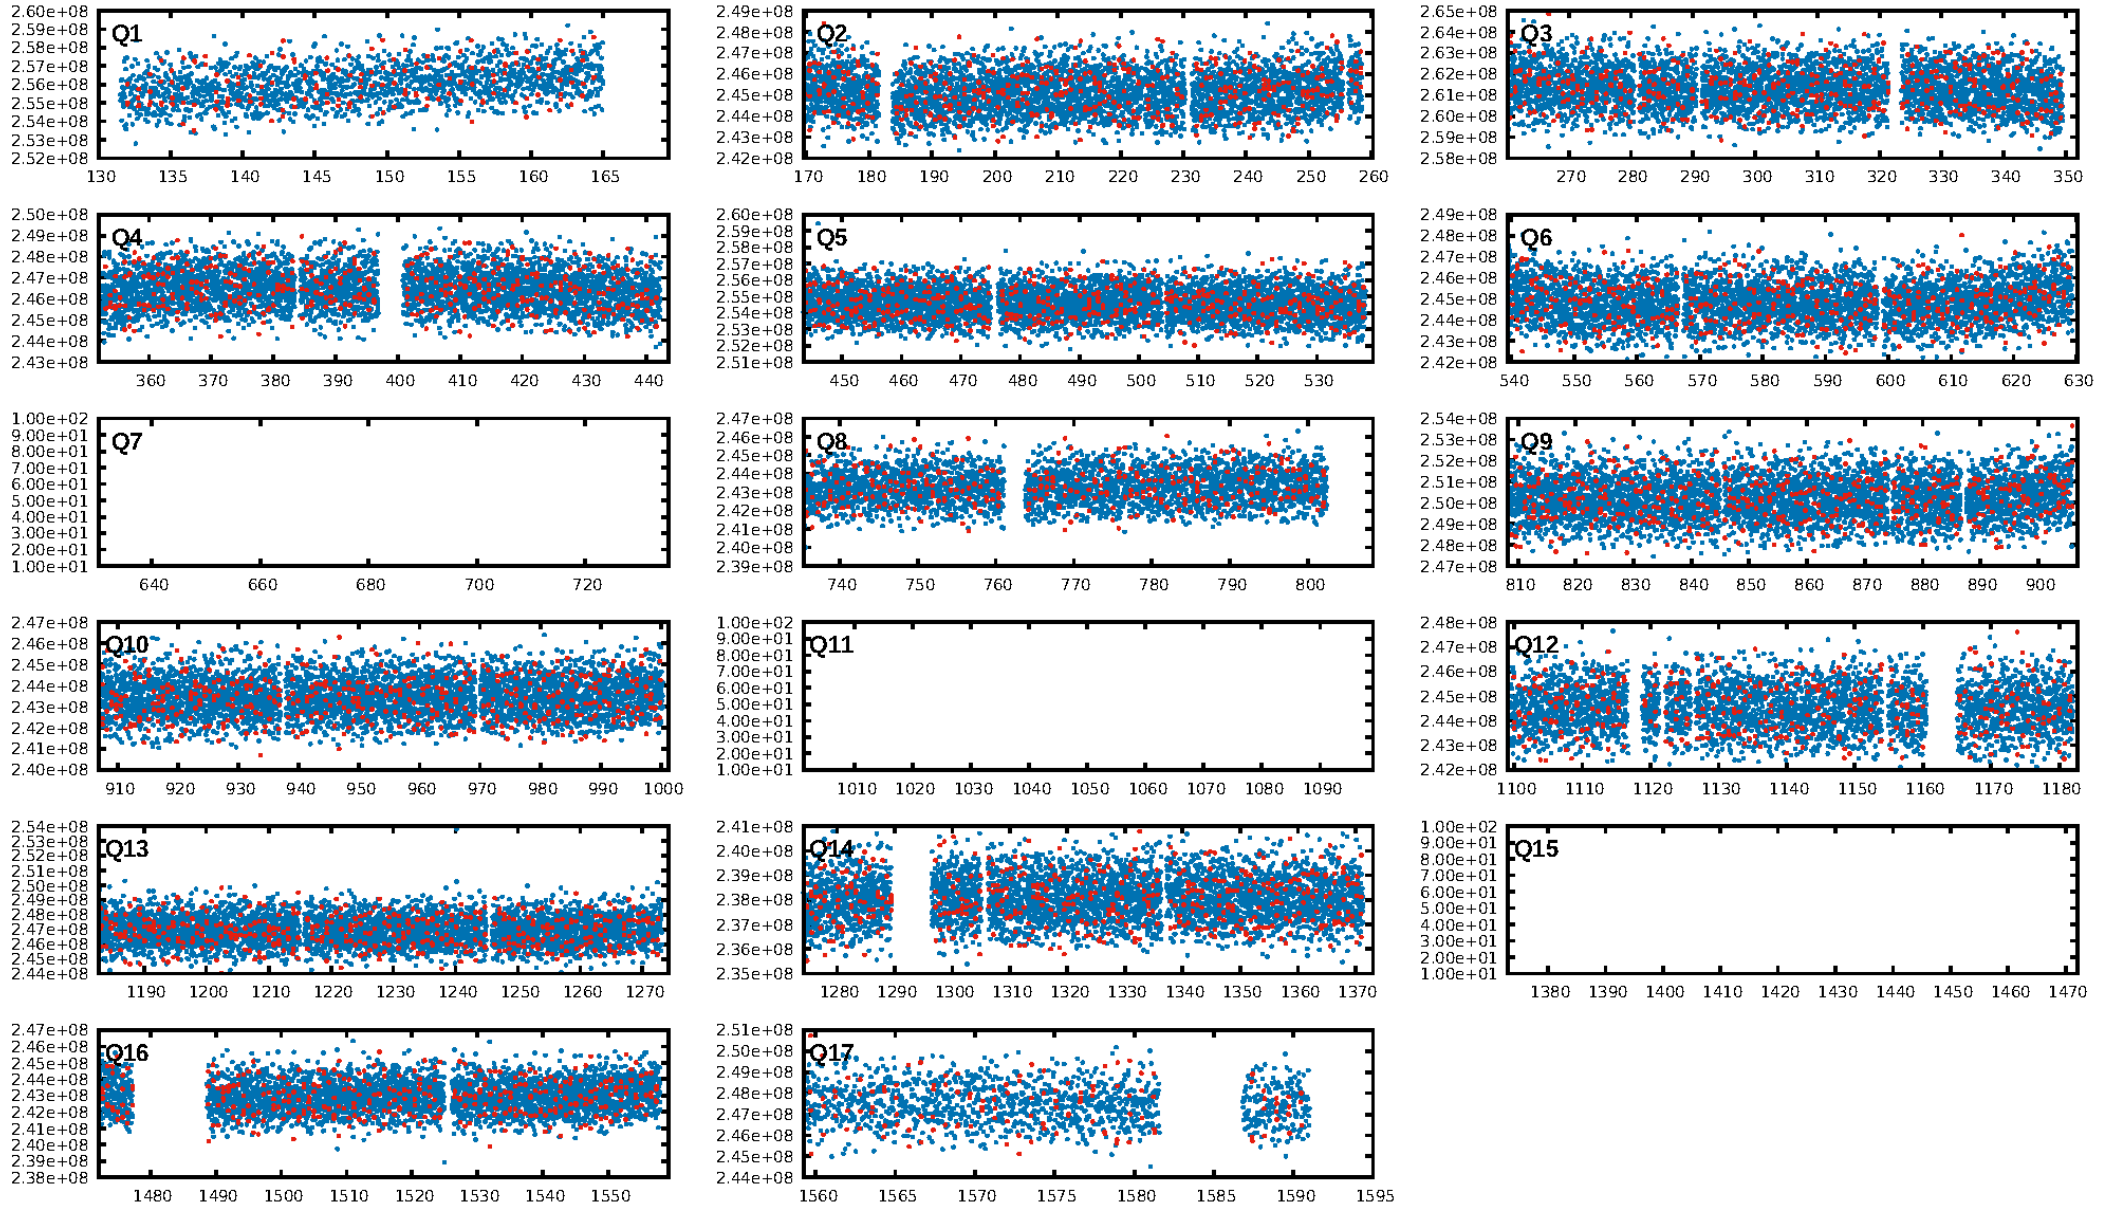 2.60e+08
2.59e+08
Q1
2.58e+08
2.57e+08
2.56e+08
2.55e+08
2.54e+08
2.53e+08
2.52e+08
130 135 140 145 150 155 160 165
2.49e+08
2.48e+08
Q2
2.47e+08
2.46e+08
2.45e+08
2.44e+08
2.43e+08
2.42e+08
170 180 190 200 210 220 230 240 250 260
2.65e+08
2.64e+08
Q3
2.63e+08
2.62e+08
2.61e+08
2.60e+08
2.59e+08
2.58e+08
270 280 290 300 310 320 330 340 350
2.50e+08
2.49e+08
Q4
2.48e+08
2.47e+08
2.46e+08
2.45e+08
2.44e+08
2.43e+08
360 370 380 390 400 410 420 430 440
2.60e+08
2.59e+08
Q5
2.58e+08
2.57e+08
2.56e+08
2.55e+08
2.54e+08
2.53e+08
2.52e+08
2.51e+08
450 460 470 480 490 500 510 520 530
2.49e+08
2.48e+08
Q6
2.47e+08
2.46e+08
2.45e+08
2.44e+08
2.43e+08
2.42e+08
540 550 560 570 580 590 600 610 620 630
1.00e+02
9.00e+01
Q7
8.00e+01
7.00e+01
6.00e+01
5.00e+01
4.00e+01
3.00e+01
2.00e+01
1.00e+01
640 660 680 700 720
2.47e+08
2.46e+08
Q8
2.45e+08
2.44e+08
2.43e+08
2.42e+08
2.41e+08
2.40e+08
2.39e+08
740 750 760 770 780 790 800
2.54e+08
2.53e+08
Q9
2.52e+08
2.51e+08
2.50e+08
2.49e+08
2.48e+08
2.47e+08
810 820 830 840 850 860 870 880 890 900
2.47e+08
2.46e+08
Q10
2.45e+08
2.44e+08
2.43e+08
2.42e+08
2.41e+08
2.40e+08
910 920 930 940 950 960 970 980 990 1000
1.00e+02
9.00e+01
Q11
8.00e+01
7.00e+01
6.00e+01
5.00e+01
4.00e+01
3.00e+01
2.00e+01
1.00e+01
1010 1020 1030 1040 1050 1060 1070 1080 1090
2.48e+08
2.47e+08
Q12
2.46e+08
2.45e+08
2.44e+08
2.43e+08
2.42e+08
1100 1110 1120 1130 1140 1150 1160 1170 1180
2.54e+08
2.53e+08
Q13
2.52e+08
2.51e+08
2.50e+08
2.49e+08
2.48e+08
2.47e+08
2.46e+08
2.45e+08
2.44e+08
1190 1200 1210 1220 1230 1240 1250 1260 1270
2.41e+08
Q14
2.40e+08
2.39e+08
2.38e+08
2.37e+08
2.36e+08
2.35e+08
1280 1290 1300 1310 1320 1330 1340 1350 1360 1370
1.00e+02
9.00e+01
Q15
8.00e+01
7.00e+01
6.00e+01
5.00e+01
4.00e+01
3.00e+01
2.00e+01
1.00e+01
1380 1390 1400 1410 1420 1430 1440 1450 1460 1470
2.47e+08
2.46e+08
Q16
2.45e+08
2.44e+08
2.43e+08
2.42e+08
2.41e+08
2.40e+08
2.39e+08
2.38e+08
1480 1490 1500 1510 1520 1530 1540 1550
2.51e+08
2.50e+08
Q17
2.49e+08
2.48e+08
2.47e+08
2.46e+08
2.45e+08
2.44e+08
1560 1565 1570 1575 1580 1585 1590 1595